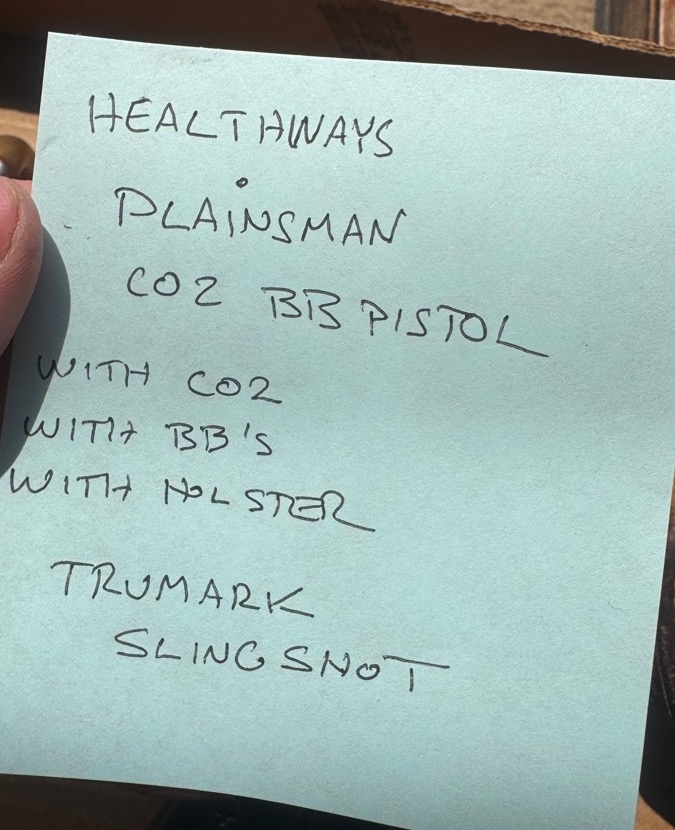 HEALTHWAYS
PLAINSMAN
CO2 BB PISTOL
WITH CO2
WITH BB'S
WITH HOLSTER
TRUMARK
SLINGSHOT